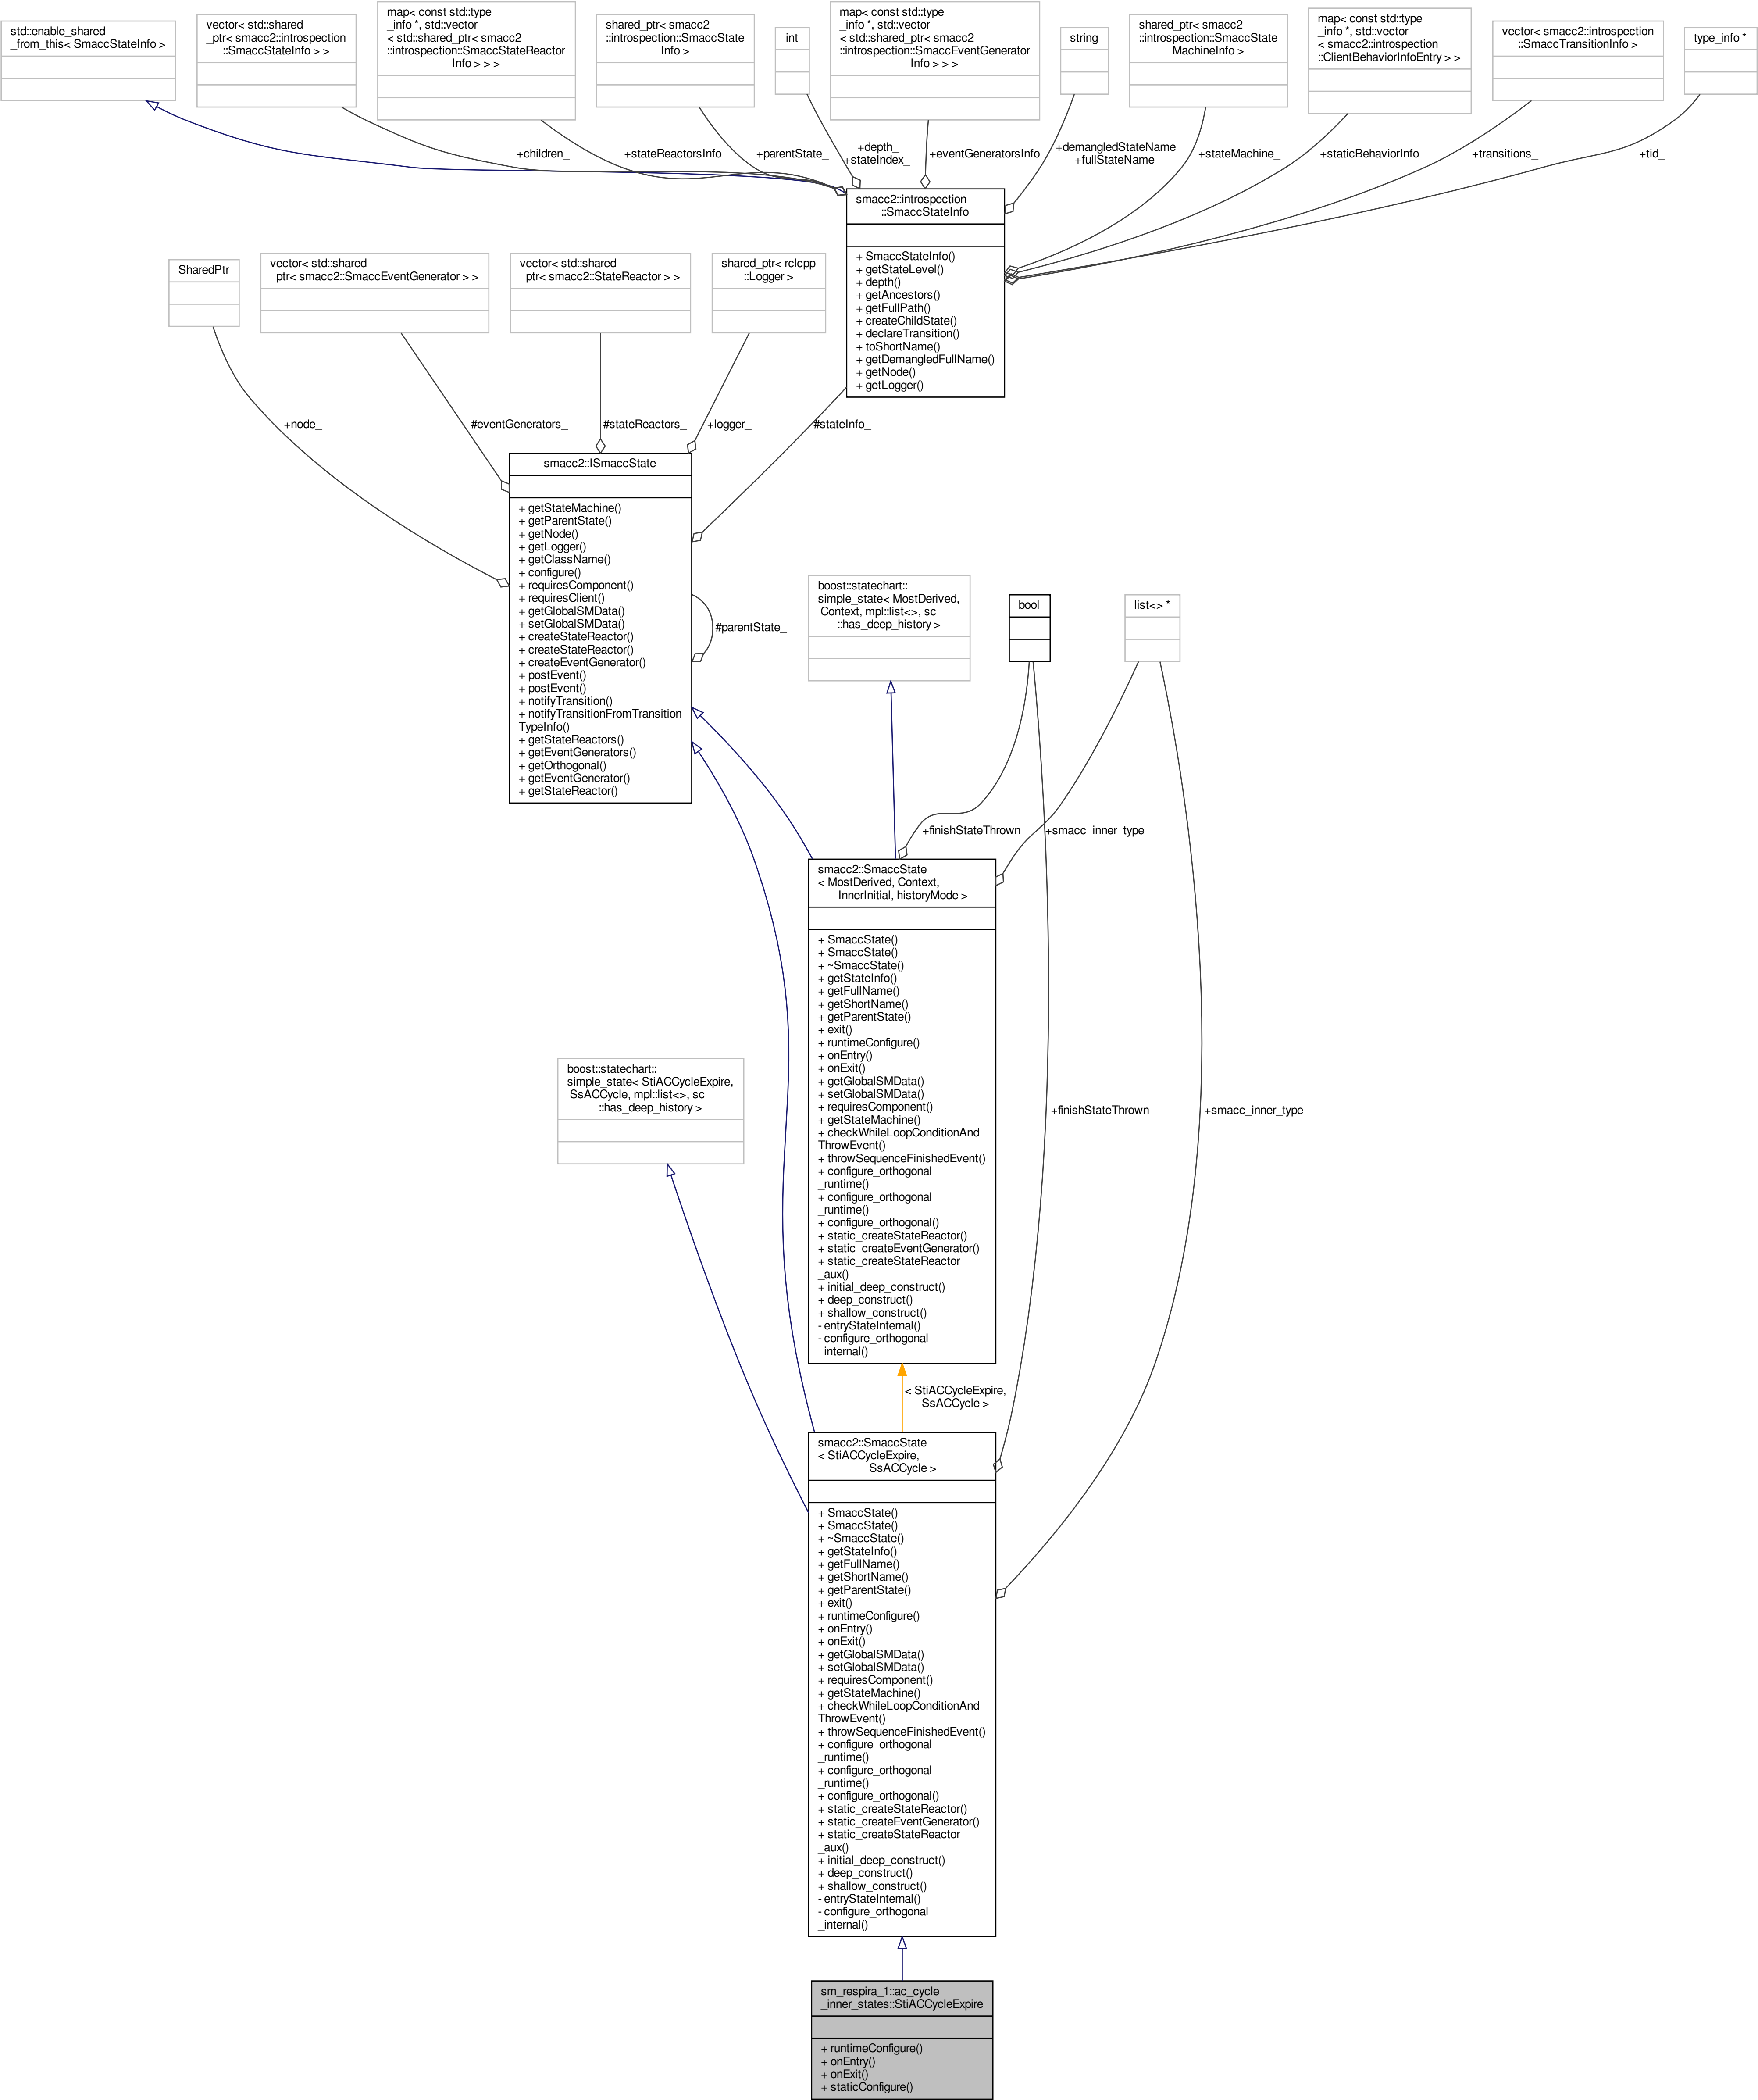 std::enable_shared
_from_this< SmaccStateInfo >
vector< std::shared
_ptr< smacc2::introspection
::SmaccStateInfo > >
map< const std::type
_info *, std::vector
< std::shared_ptr< smacc2
::introspection::SmaccStateReactor
Info > > >
shared_ptr< smacc2
::introspection::SmaccState
Info >
int
map< const std::type
_info *, std::vector
< std::shared_ptr< smacc2
::introspection::SmaccEventGenerator
Info > > >
string
shared_ptr< smacc2
::introspection::SmaccState
MachineInfo >
map< const std::type
_info *, std::vector
< smacc2::introspection
::ClientBehaviorInfoEntry > >
vector< smacc2::introspection
::SmaccTransitionInfo >
type_info *
+children_
+stateReactorsInfo
+parentState_
+depth_
+stateIndex_
+eventGeneratorsInfo
+demangledStateName
+fullStateName
+stateMachine_
+staticBehaviorInfo
+transitions_
+tid_
smacc2::introspection
::SmaccStateInfo
+ SmaccStateInfo()
+ getStateLevel()
+ depth()
+ getAncestors()
+ getFullPath()
+ createChildState()
+ declareTransition()
+ toShortName()
+ getDemangledFullName()
+ getNode()
+ getLogger()
SharedPtr
vector< std::shared
_ptr< smacc2::SmaccEventGenerator > >
vector< std::shared
_ptr< smacc2::StateReactor > >
shared_ptr< rclcpp
::Logger >
+node_
#eventGenerators_
#stateReactors_
+logger_
#stateInfo_
smacc2::ISmaccState
+ getStateMachine()
+ getParentState()
+ getNode()
+ getLogger()
+ getClassName()
+ configure()
+ requiresComponent()
+ requiresClient()
+ getGlobalSMData()
+ setGlobalSMData()
+ createStateReactor()
+ createStateReactor()
+ createEventGenerator()
+ postEvent()
+ postEvent()
+ notifyTransition()
+ notifyTransitionFromTransition
TypeInfo()
+ getStateReactors()
+ getEventGenerators()
+ getOrthogonal()
+ getEventGenerator()
+ getStateReactor()
#parentState_
boost::statechart::
simple_state< MostDerived,
Context, mpl::list<>, sc
::has_deep_history >
bool
list<> *
+finishStateThrown
+smacc_inner_type
smacc2::SmaccState
< MostDerived, Context,
InnerInitial, historyMode >
+ SmaccState()
+ SmaccState()
+ ~SmaccState()
+ getStateInfo()
+ getFullName()
+ getShortName()
+ getParentState()
+ exit()
+ runtimeConfigure()
+ onEntry()
+ onExit()
+ getGlobalSMData()
+ setGlobalSMData()
+ requiresComponent()
+ getStateMachine()
+ checkWhileLoopConditionAnd
ThrowEvent()
+ throwSequenceFinishedEvent()
+ configure_orthogonal
_runtime()
+ configure_orthogonal
_runtime()
+ configure_orthogonal()
+ static_createStateReactor()
+ static_createEventGenerator()
+ static_createStateReactor
_aux()
+ initial_deep_construct()
+ deep_construct()
+ shallow_construct()
- entryStateInternal()
- configure_orthogonal
_internal()
boost::statechart::
simple_state< StiACCycleExpire,
SsACCycle, mpl::list<>, sc
::has_deep_history >
+finishStateThrown
+smacc_inner_type
< StiACCycleExpire,
SsACCycle >
smacc2::SmaccState
< StiACCycleExpire,
SsACCycle >
+ SmaccState()
+ SmaccState()
+ ~SmaccState()
+ getStateInfo()
+ getFullName()
+ getShortName()
+ getParentState()
+ exit()
+ runtimeConfigure()
+ onEntry()
+ onExit()
+ getGlobalSMData()
+ setGlobalSMData()
+ requiresComponent()
+ getStateMachine()
+ checkWhileLoopConditionAnd
ThrowEvent()
+ throwSequenceFinishedEvent()
+ configure_orthogonal
_runtime()
+ configure_orthogonal
_runtime()
+ configure_orthogonal()
+ static_createStateReactor()
+ static_createEventGenerator()
+ static_createStateReactor
_aux()
+ initial_deep_construct()
+ deep_construct()
+ shallow_construct()
- entryStateInternal()
- configure_orthogonal
_internal()
sm_respira_1::ac_cycle
_inner_states::StiACCycleExpire
+ runtimeConfigure()
+ onEntry()
+ onExit()
+ staticConfigure()